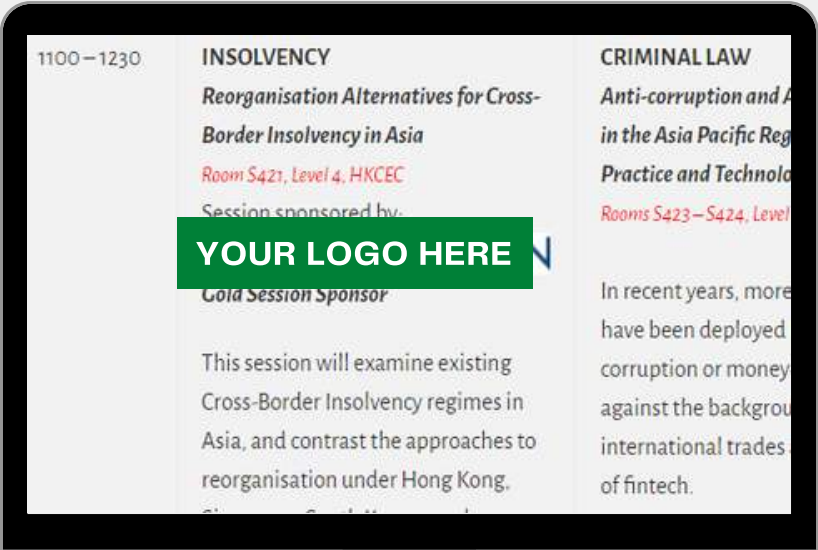 1100 – 1230
INSOLVENCY
Reorganisation Alternatives for Cross-
Border Insolvency in Asia
Room S421, Level 4, HKCEC
Session sponsored by:
YOUR LOGO HERE
N
Gold Session Sponsor
This session will examine existing
Cross-Border Insolvency regimes in
Asia, and contrast the approaches to
reorganisation under Hong Kong,
CRIMINAL LAW
Anti-corruption and
in the Asia Pacific
Practice and
Rooms S423 – S424, Level
In recent years, more
have been deployed
corruption or money
against the
international trades
of fintech.